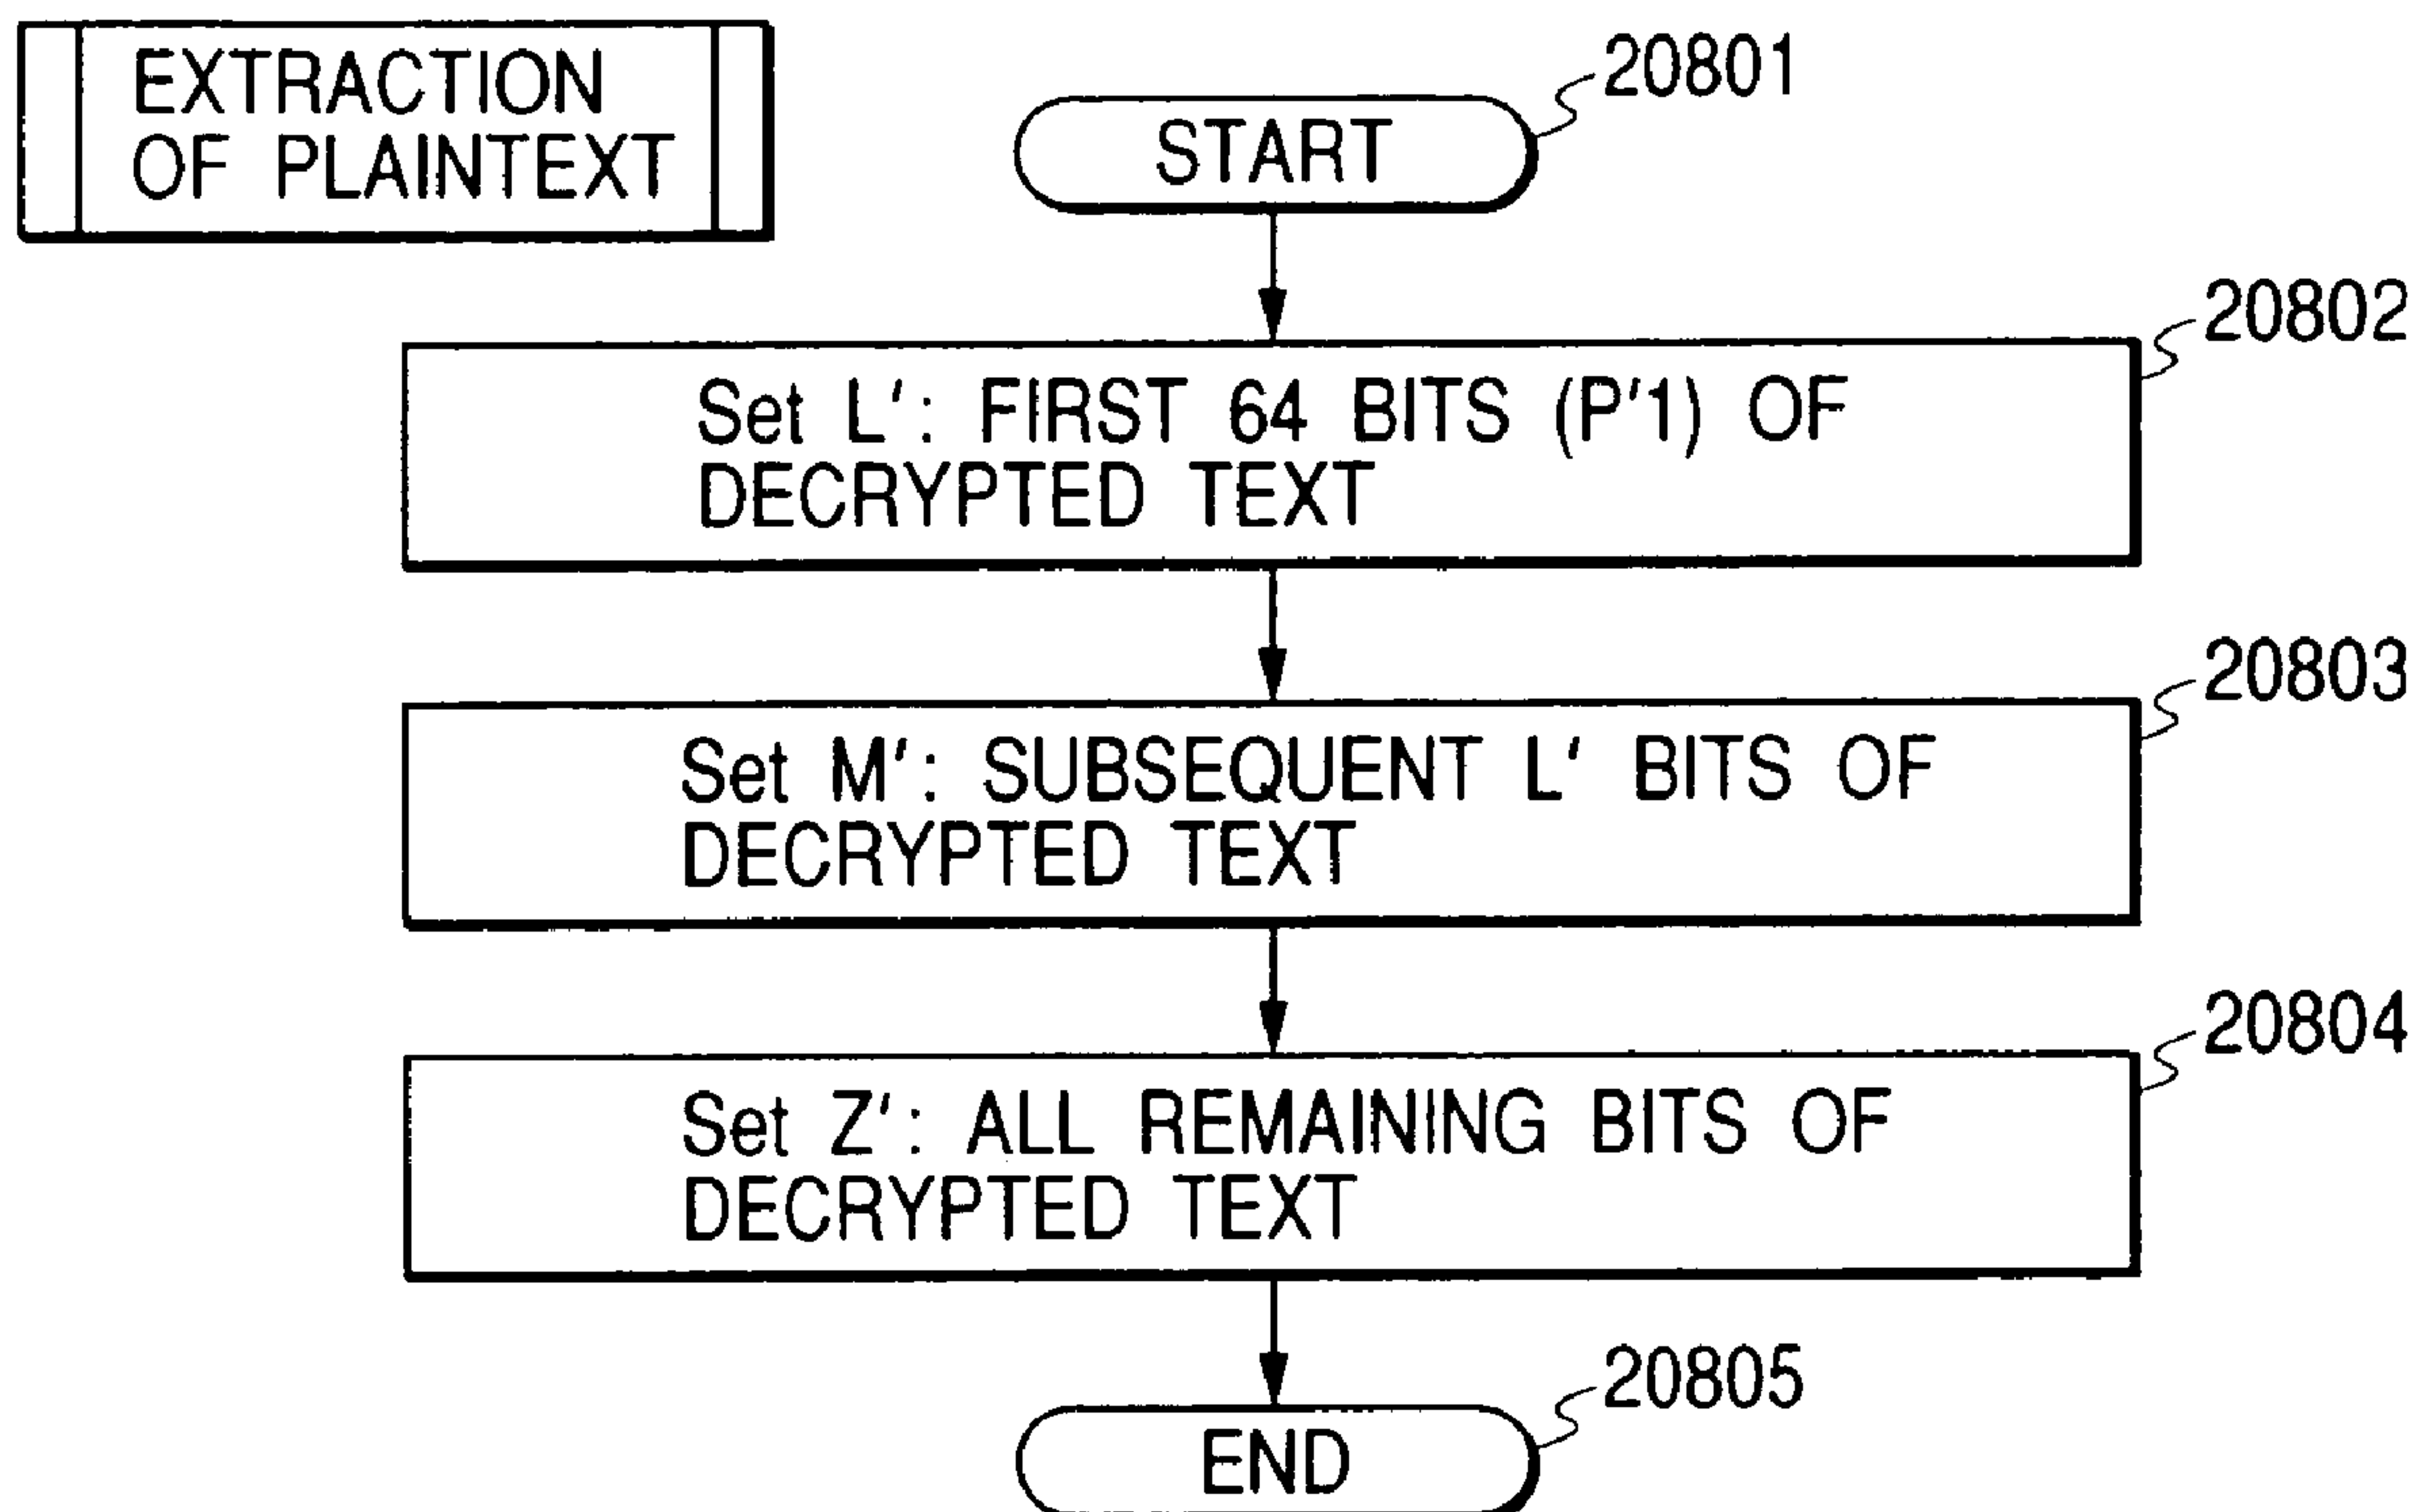 EXTRACTION
OF PLAINTEXT
START
20801
20802
Set L': FIRST 64 BITS (P'1) OF
DECRYPTED TEXT
20803
Set M': SUBSEQUENT L' BITS OF
DECRYPTED TEXT
20804
Set Z': ALL REMAINING BITS OF
DECRYPTED TEXT
20805
END